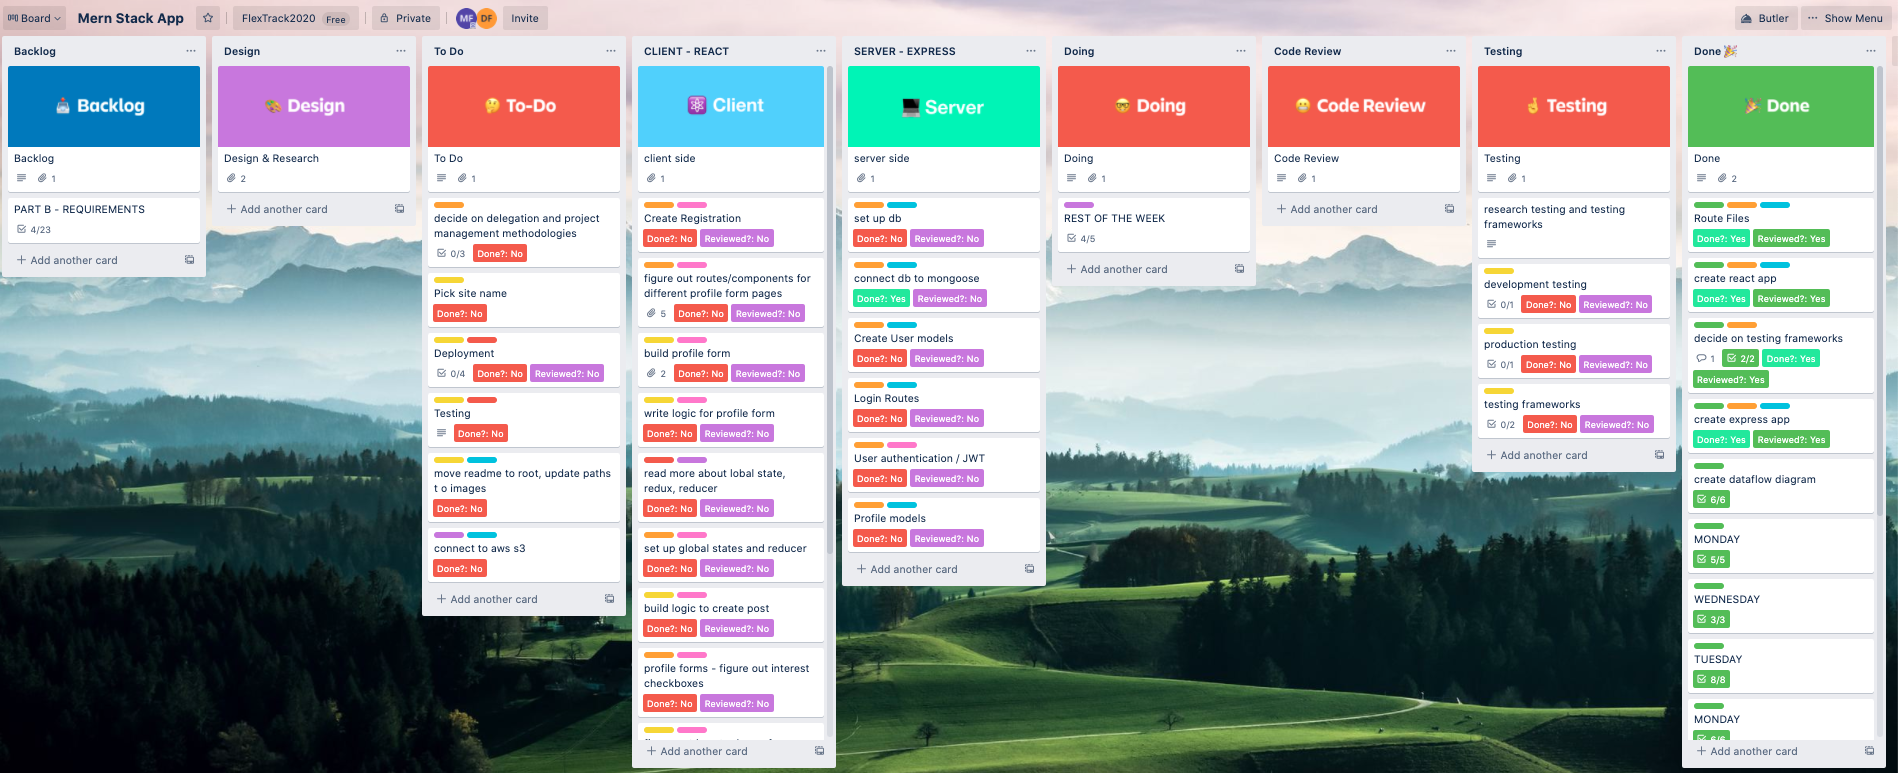 Board
Mern Stack App
FlexTrack2020 Free
Private
MF
DF
Invite
Butler
Show Menu
Backlog
Backlog
Backlog
1
PART B - REQUIREMENTS
4/23
Add another card
Design
Design
Design & Research
2
Add another card
To Do
To-Do
To Do
1
decide on delegation and project
management methodologies
0/3 Done?: No
Pick site name
Done?: No
Deployment
0/4 Done?: No Reviewed?: No
Testing
Done?: No
move readme to root, update paths
t o images
Done?: No
connect to aws s3
Done?: No
Add another card
CLIENT - REACT
Client
client side
1
Create Registration
Done?: No Reviewed?: No
figure out routes/components for
different profile form pages
5 Done?: No Reviewed?: No
build profile form
2 Done?: No Reviewed?: No
write logic for profile form
Done?: No Reviewed?: No
read more about lobal state,
redux, reducer
Done?: No Reviewed?: No
set up global states and reducer
Done?: No Reviewed?: No
build logic to create post
Done?: No Reviewed?: No
profile forms - figure out interest
checkboxes
Done?: No Reviewed?: No
Add another card
SERVER - EXPRESS
Server
server side
1
set up db
Done?: No Reviewed?: No
connect db to mongoose
Done?: Yes Reviewed?: No
Create User models
Done?: No Reviewed?: No
Login Routes
Done?: No Reviewed?: No
User authentication / JWT
Done?: No Reviewed?: No
Profile models
Done?: No Reviewed?: No
Add another card
Doing
Doing
Doing
1
REST OF THE WEEK
4/5
Add another card
Code Review
Code Review
Code Review
1
Add another card
Testing
Testing
Testing
1
research testing and testing
frameworks
development testing
0/1 Done?: No Reviewed?: No
production testing
0/1 Done?: No Reviewed?: No
testing frameworks
0/2 Done?: No Reviewed?: No
Add another card
Done
Done
Done
2
Route Files
Done?: Yes Reviewed?: Yes
create react app
Done?: Yes Reviewed?: Yes
decide on testing frameworks
1 2/2 Done?: Yes
Reviewed?: Yes
create express app
Done?: Yes Reviewed?: Yes
create dataflow diagram
6/6
MONDAY
5/5
WEDNESDAY
3/3
TUESDAY
8/8
MONDAY
6/6
Add another card